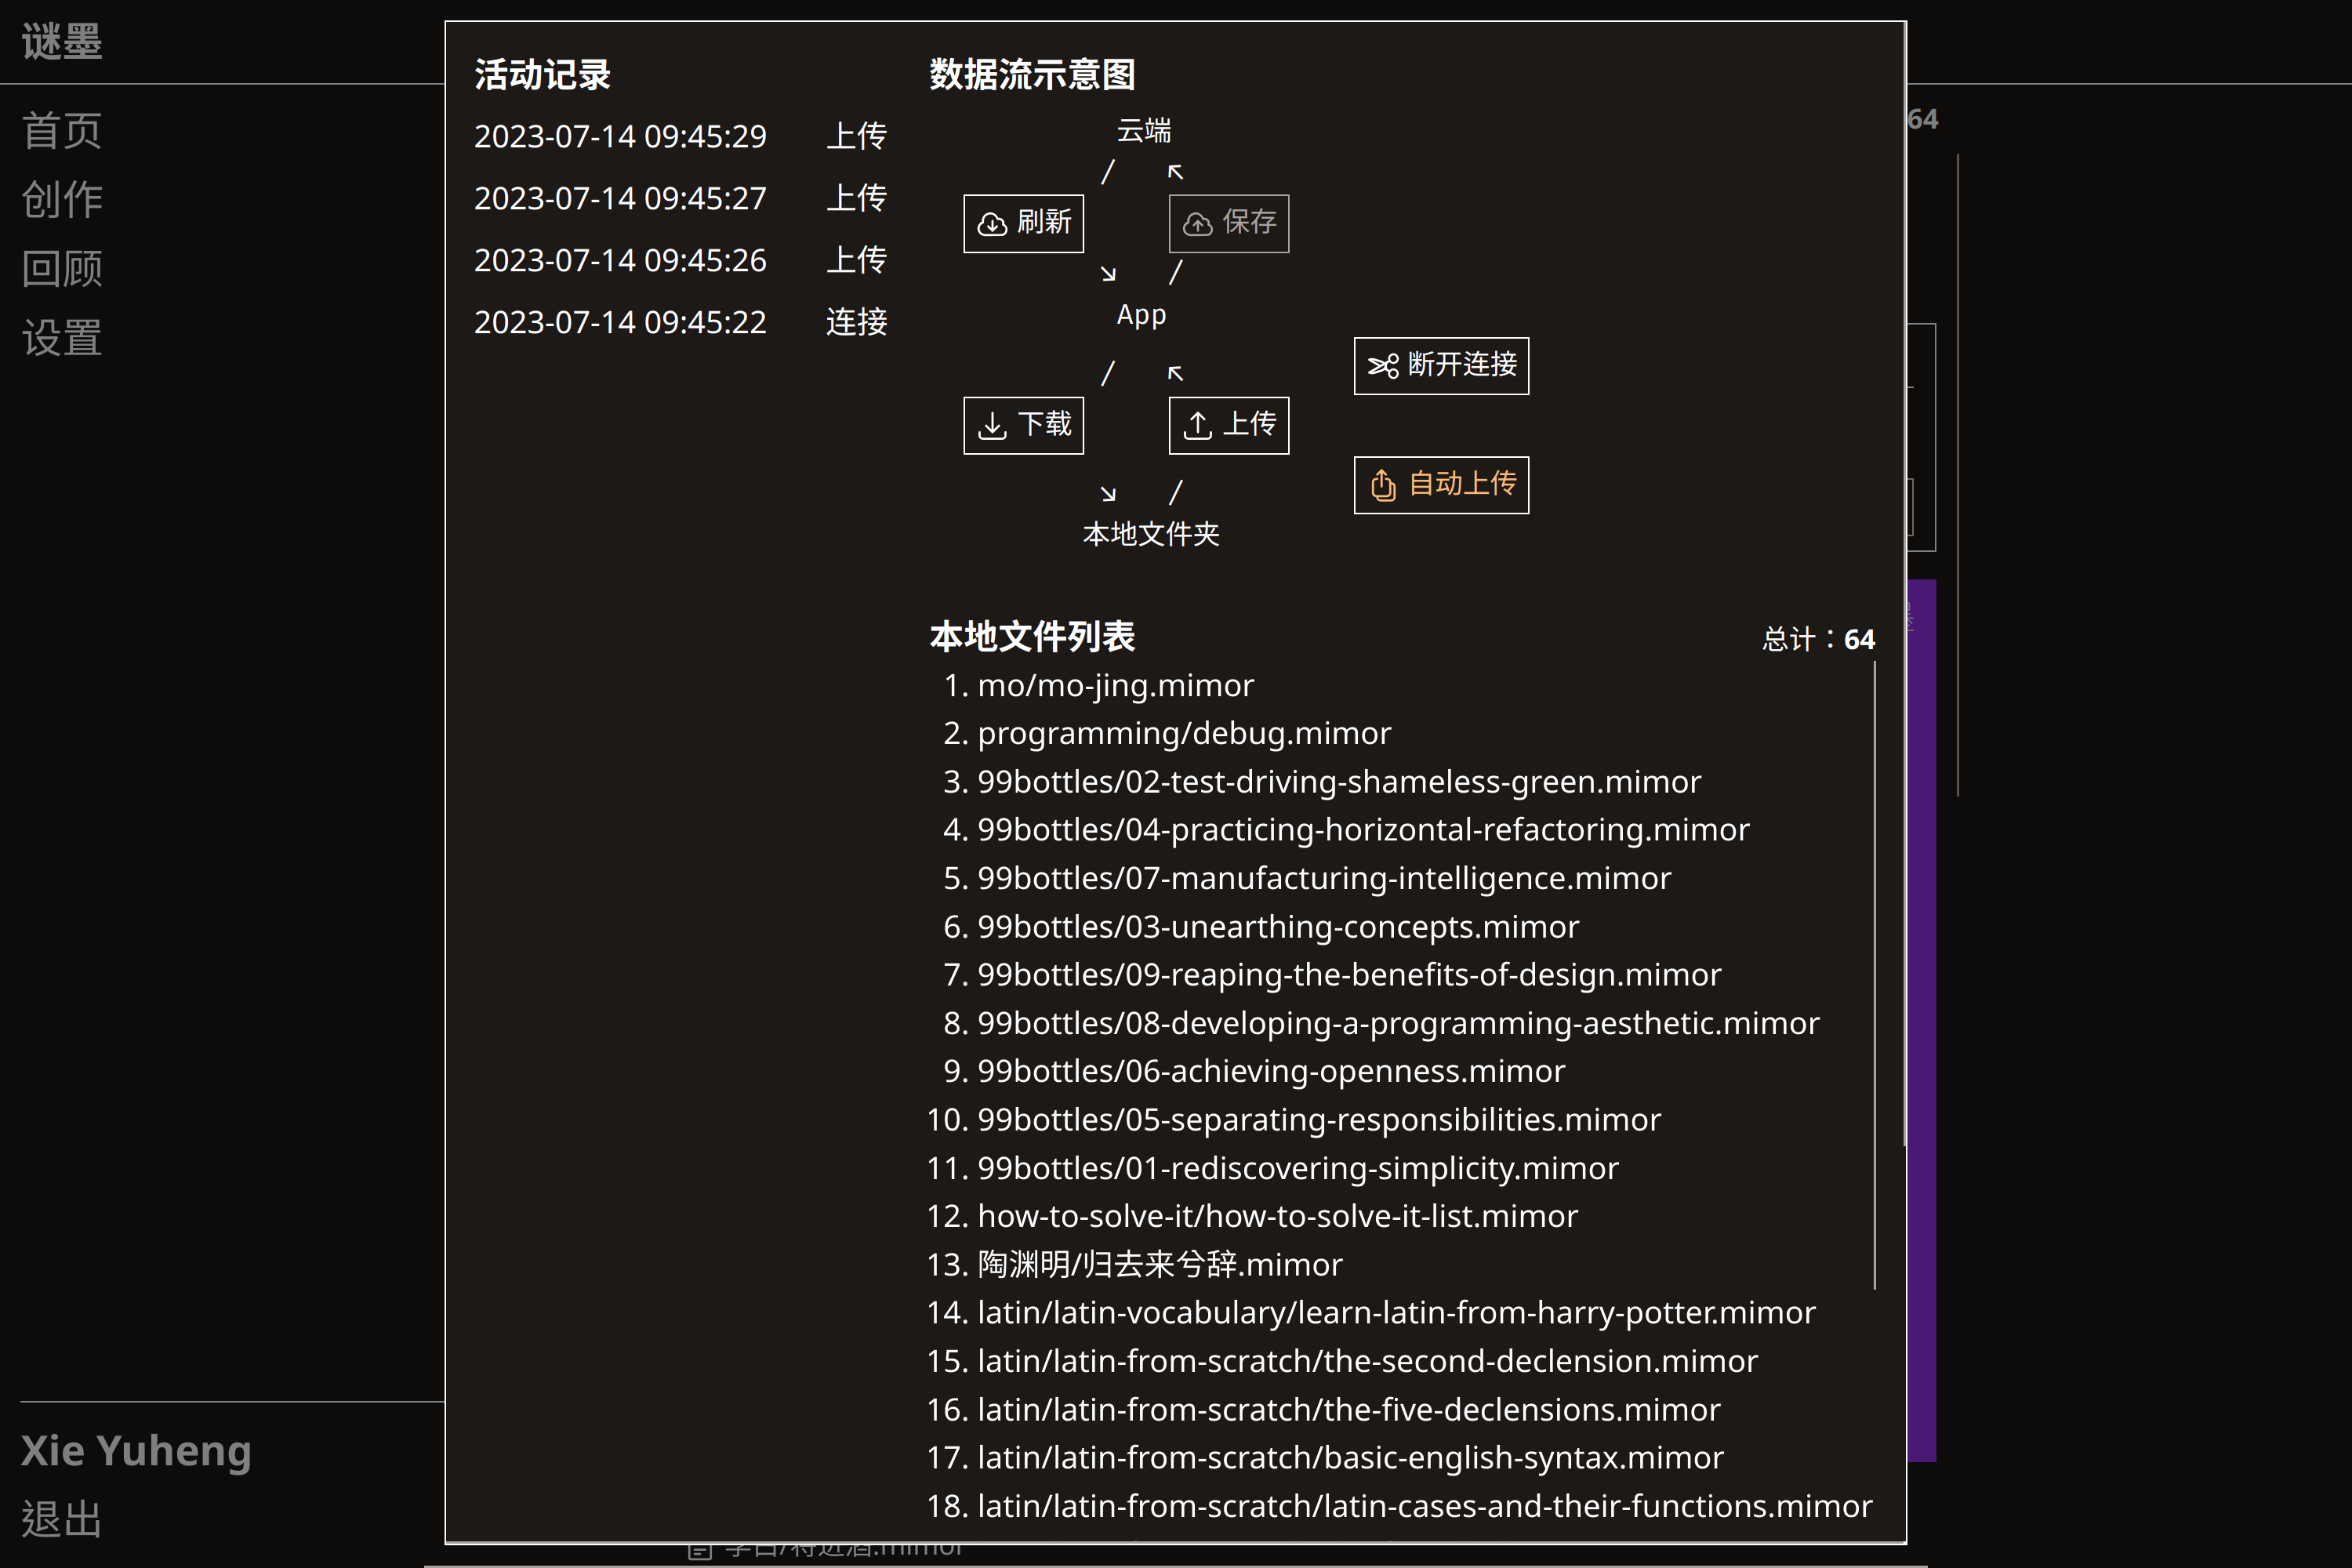 谜墨
首页
创作
回顾
设置
Xie Yuheng
退出
活动记录
2023-07-14 09:45:29 上传
2023-07-14 09:45:27 上传
2023-07-14 09:45:26 上传
2023-07-14 09:45:22 连接
数据流示意图
云端
/ ↖
刷新 保存
↘ /
App
/ ↖
断开连接
下载 上传
自动上传
↘ /
本地文件夹
本地文件列表 总计：64
1. mo/mo-jing.mimor
2. programming/debug.mimor
3. 99bottles/02-test-driving-shameless-green.mimor
4. 99bottles/04-practicing-horizontal-refactoring.mimor
5. 99bottles/07-manufacturing-intelligence.mimor
6. 99bottles/03-unearthing-concepts.mimor
7. 99bottles/09-reaping-the-benefits-of-design.mimor
8. 99bottles/08-developing-a-programming-aesthetic.mimor
9. 99bottles/06-achieving-openness.mimor
10. 99bottles/05-separating-responsibilities.mimor
11. 99bottles/01-rediscovering-simplicity.mimor
12. how-to-solve-it/how-to-solve-it-list.mimor
13. 陶渊明/归去来兮辞.mimor
14. latin/latin-vocabulary/learn-latin-from-harry-potter.mimor
15. latin/latin-from-scratch/the-second-declension.mimor
16. latin/latin-from-scratch/the-five-declensions.mimor
17. latin/latin-from-scratch/basic-english-syntax.mimor
18. latin/latin-from-scratch/latin-cases-and-their-functions.mimor
64
李白/将进酒.mimor